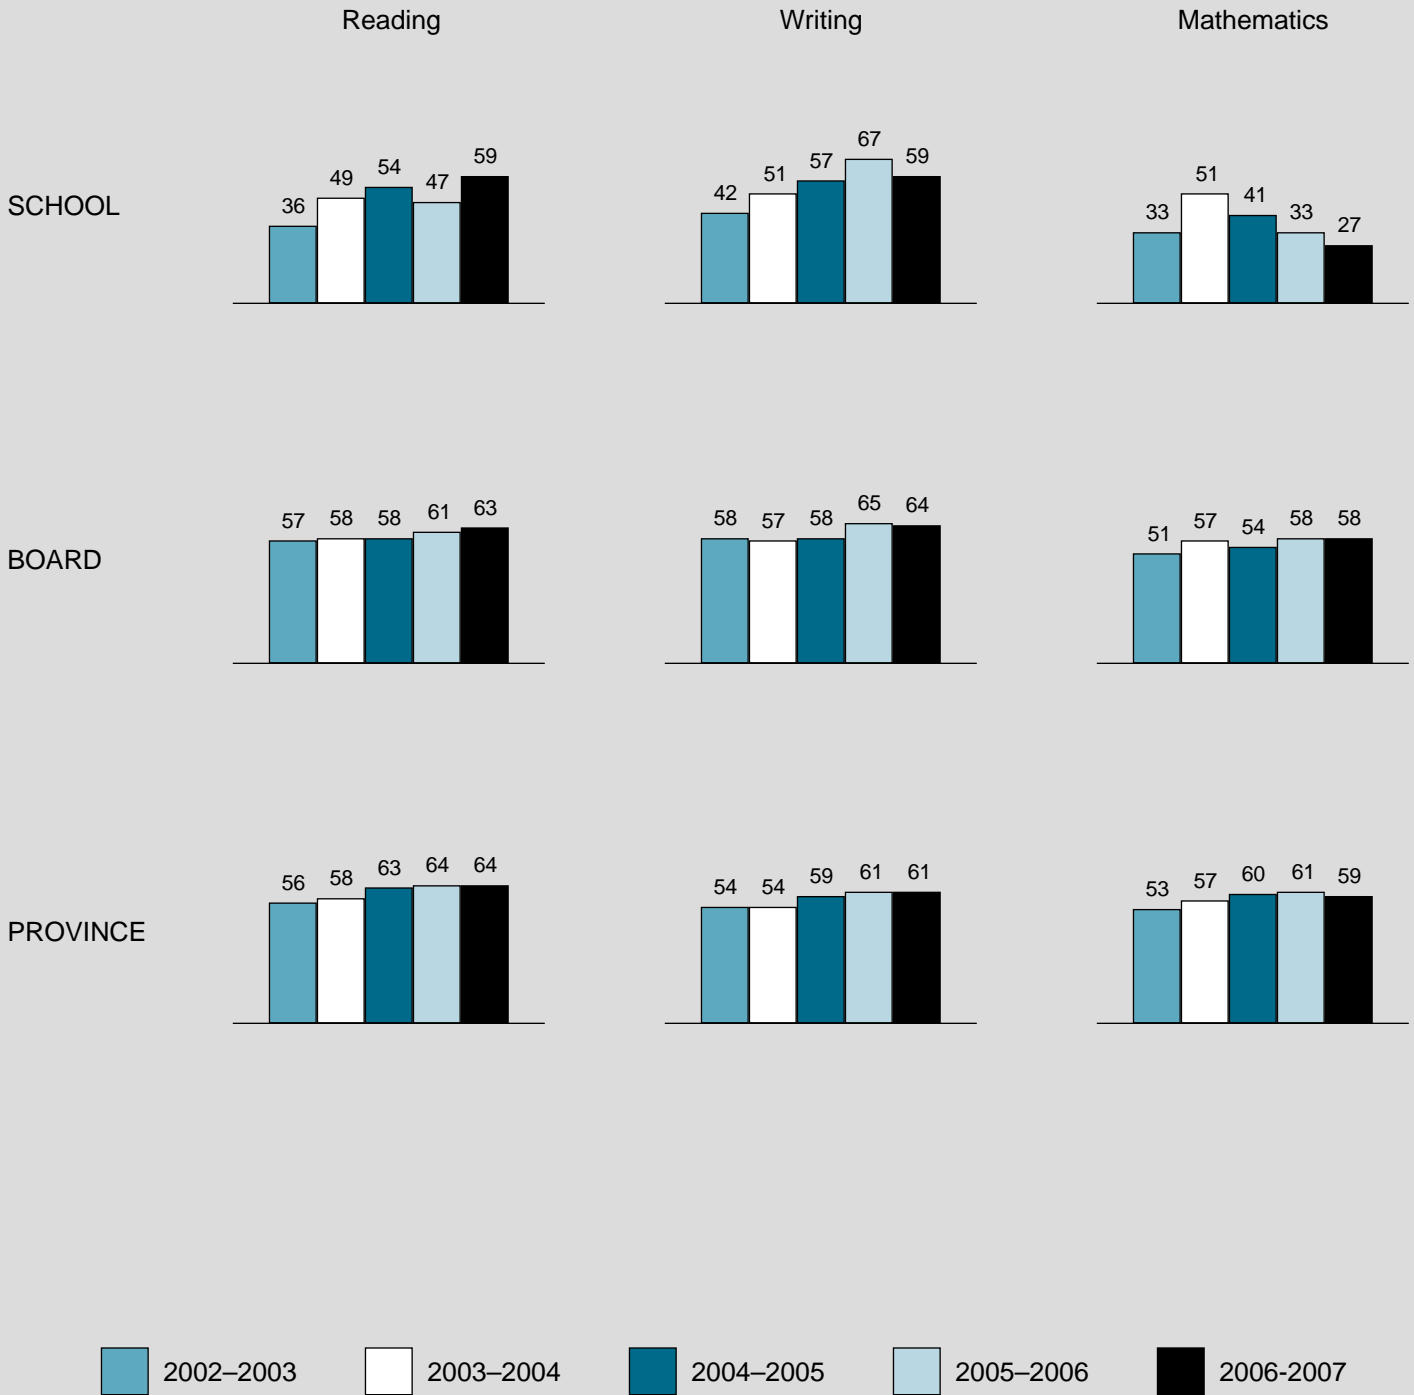 Reading Writing Mathematics
SCHOOL
36 49 54 47 59
42 51 57 67 59
33 51 41 33 27
BOARD
57 58 58 61 63
58 57 58 65 64
51 57 54 58 58
PROVINCE
56 58 63 64 64
54 54 59 61 61
53 57 60 61 59
2002–2003 2003–2004 2004–2005 2005–2006 2006-2007